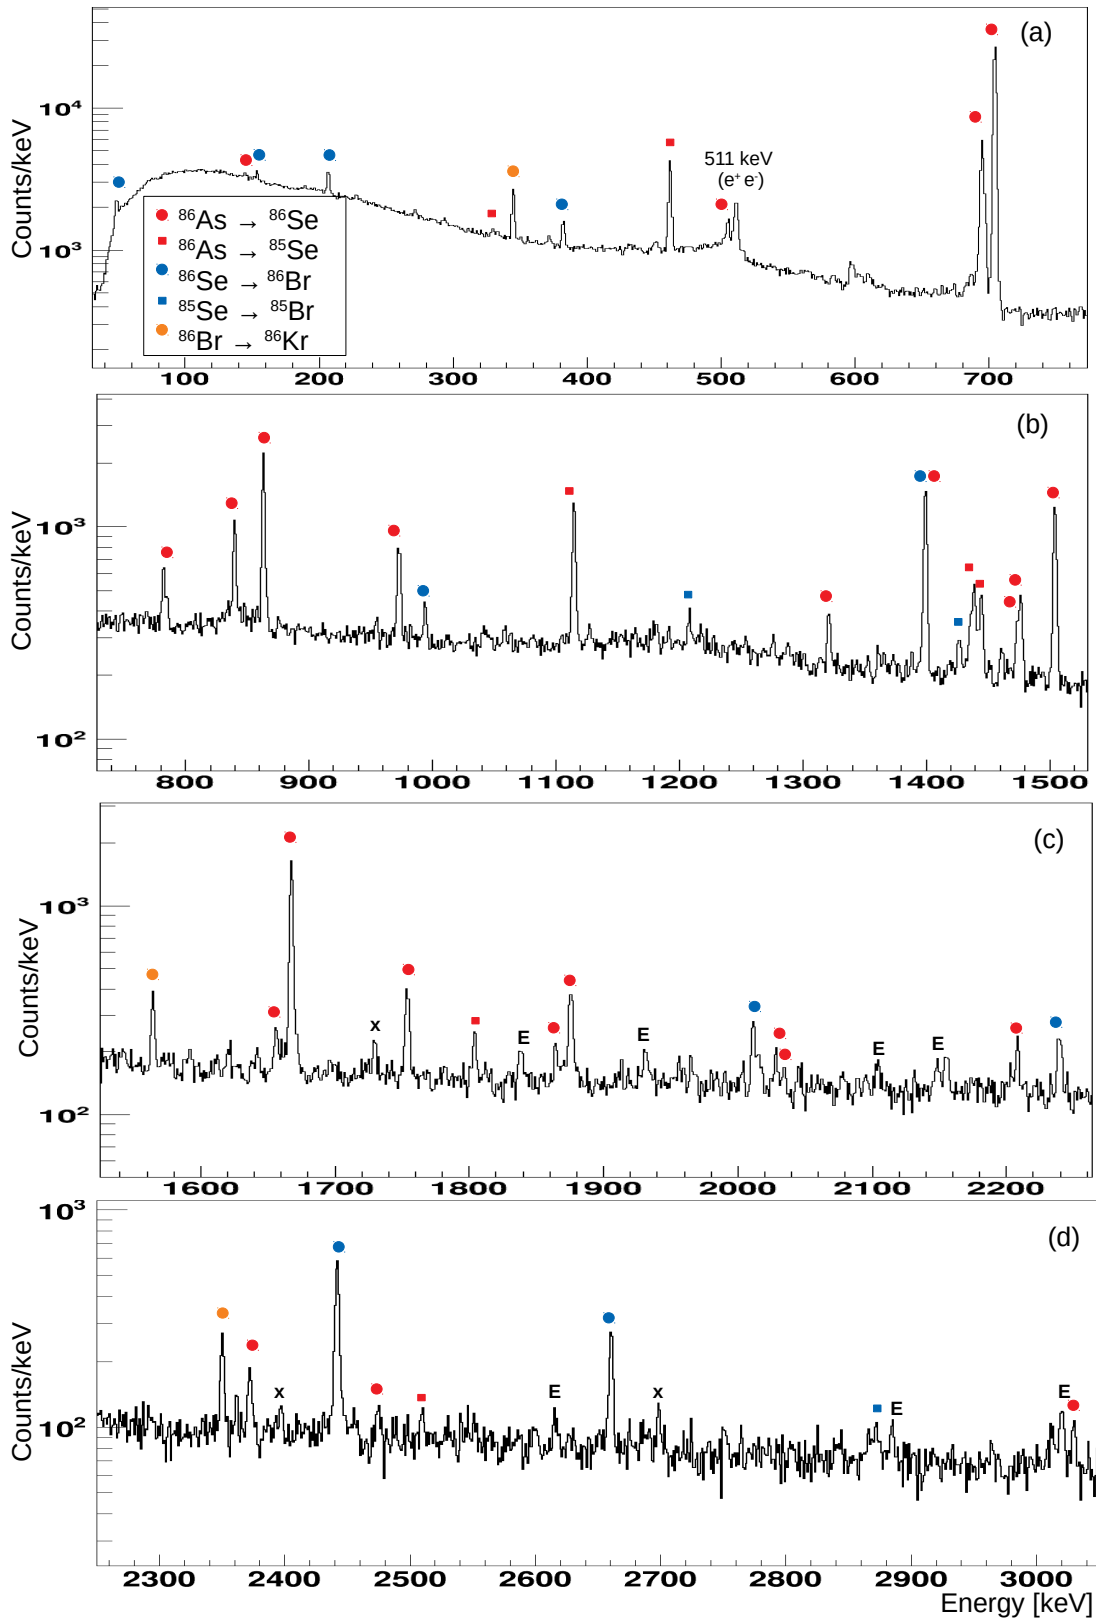 (a)
10⁴
10³
Counts/keV
511 keV
(e⁺ e⁻)
⁸⁶As → ⁸⁶Se
⁸⁶As → ⁸⁵Se
⁸⁶Se → ⁸⁶Br
⁸⁵Se → ⁸⁵Br
⁸⁶Br → ⁸⁶Kr
100 200 300 400 500 600 700
(b)
10³
10²
Counts/keV
800 900 1000 1100 1200 1300 1400 1500
(c)
10³
10²
Counts/keV
x E E E E
1600 1700 1800 1900 2000 2100 2200
(d)
10³
10²
Counts/keV
x E x E E
2300 2400 2500 2600 2700 2800 2900 3000
Energy [keV]